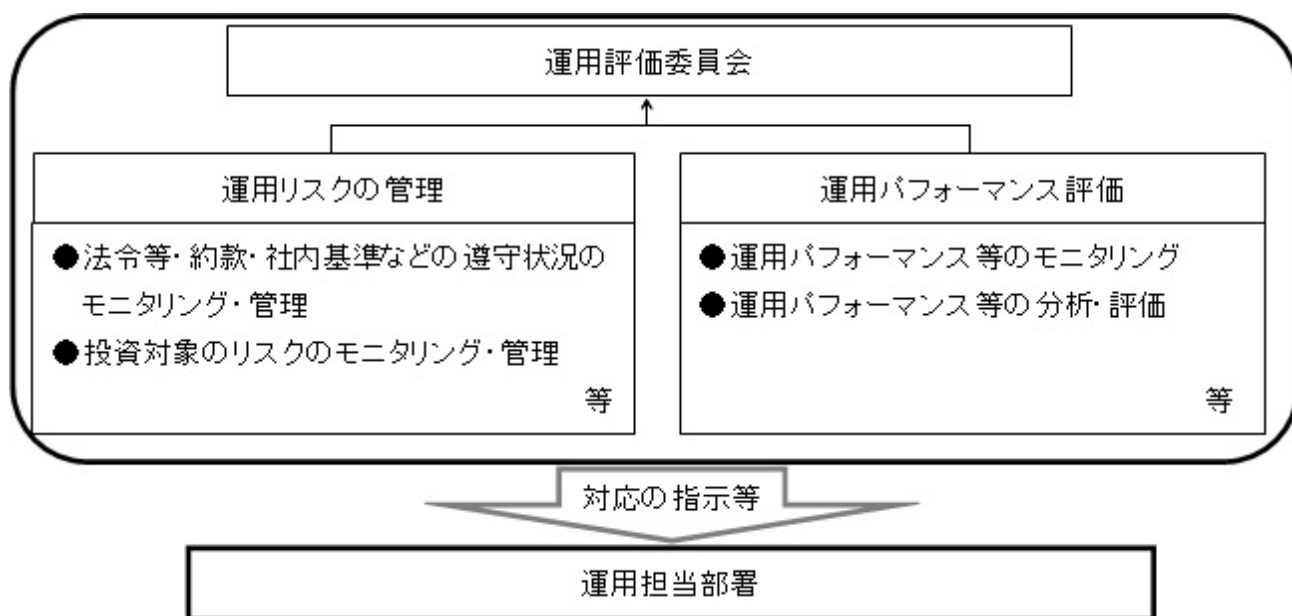 運用評価委員会
運用リスクの管理
●法令等・約款・社内基準などの遵守状況の
モニタリング・管理
●投資対象のリスクのモニタリング・管理
等
運用パフォーマンス評価
●運用パフォーマンス等のモニタリング
●運用パフォーマンス等の分析・評価
等
対応の指示等
運用担当部署